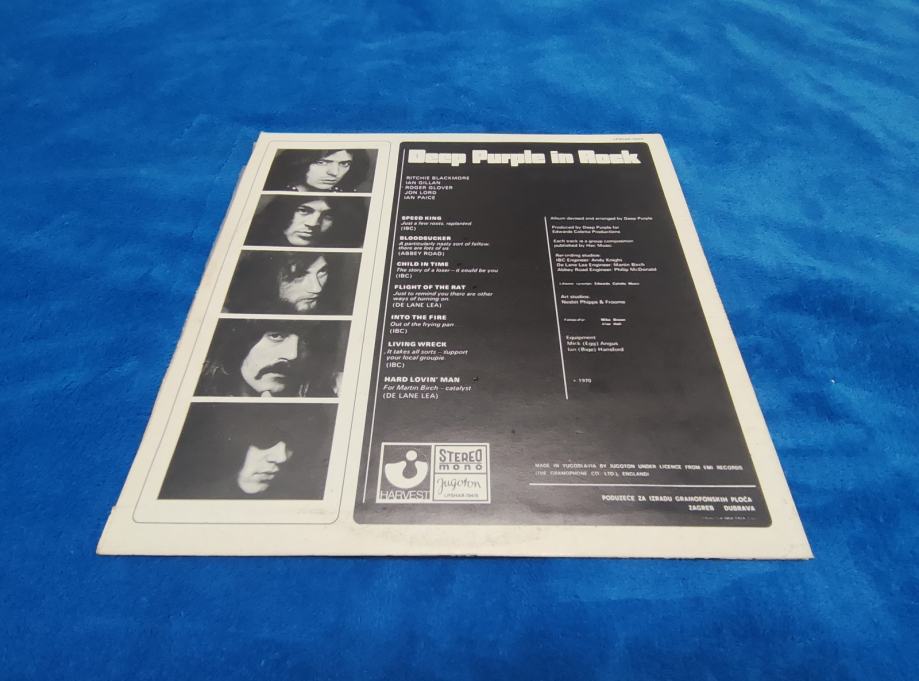 Deep Purple in Rock
RITCHIE BLACKMORE
IAN GILLAN
ROGER GLOVER
JON LORD
IAN PAICE
SPEED KING
Just a few roots, replanted
(IBC)
BLOODSUCKER
A particularly nasty sort of fellow,
there are lots of us
(ABBEY ROAD)
CHILD IN TIME
The story of a loser – it could be you
(IBC)
FLIGHT OF THE RAT
Just to remind you there are other
ways of turning on.
(DE LANE LEA)
INTO THE FIRE
Out of the frying pan
(IBC)
LIVING WRECK
It takes all sorts – support
your local groupie.
(IBC)
HARD LOVIN' MAN
For Martin Birch – catalyst
(DE LANE LEA)
Album devised and arranged by Deep Purple
Produced by Deep Purple for
Edwards Coletta Productions
Each track is a group composition
published by Hec Music.
Recording studios:
IBC Engineer: Andy Knight
De Lane Lea Engineer: Martin Birch
Abbey Road Engineer: Philip McDonald
Art studios:
Nesbit Phipps & Froome
Equipment
Mick (Egg) Angus
Ian (Bige) Hansford
1970
HARVEST
STEREO
mono
Jugoton
MADE IN YUGOSLAVIA BY JUGOTON UNDER LICENCE FROM EMI RECORDS
(THE GRAMOPHONE CO. LTD.), ENGLAND!
PODUZEĆE ZA IZRADU GRAMOFONSKIH PLOČA
ZAGREB DUBRAVA